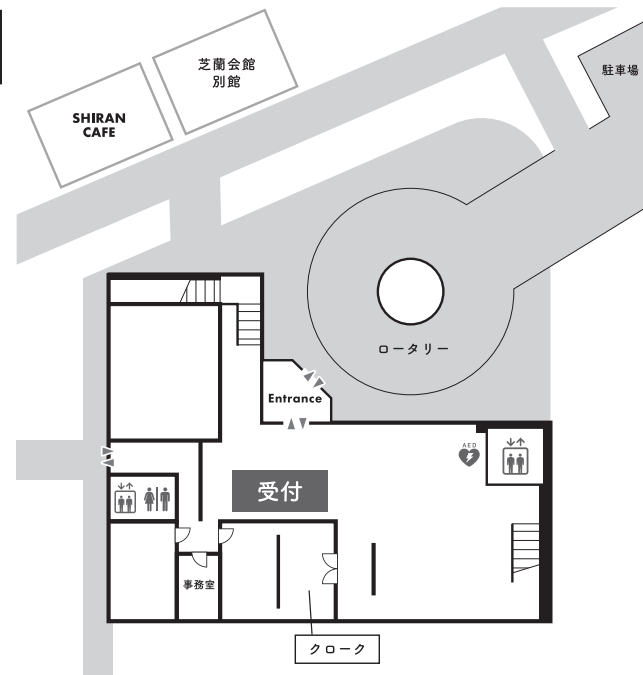 芝蘭会館
別館
駐車場
SHIRAN
CAFE
ロータリー
Entrance
AED
受付
事務室
クローク